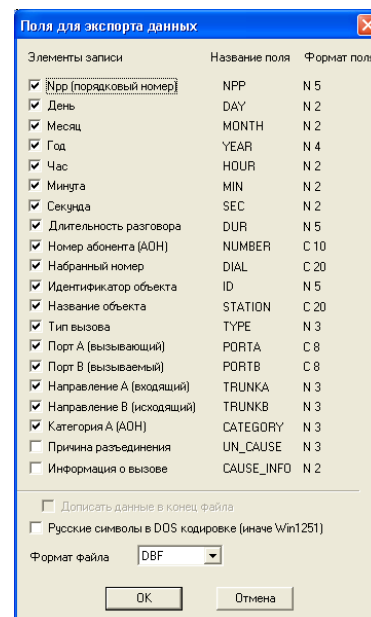 Поля для экспорта данных
Элементы записи Название поля Формат поля
Npp (порядковый номер) NPP N 5
День DAY N 2
Месяц MONTH N 2
Год YEAR N 4
Час HOUR N 2
Минута MIN N 2
Секунда SEC N 2
Длительность разговора DUR N 5
Номер абонента (АОН) NUMBER C 10
Набранный номер DIAL C 20
Идентификатор объекта ID N 5
Название объекта STATION C 20
Тип вызова TYPE N 3
Порт А (вызывающий) PORTA C 8
Порт В (вызываемый) PORTB C 8
Направление А (входящий) TRUNKA N 3
Направление В (исходящий) TRUNKB N 3
Категория А (АОН) CATEGORY N 3
Причина разъединения UN_CAUSE N 3
Информация о вызове CAUSE_INFO N 2
Дописать данные в конец файла
Русские символы в DOS кодировке (иначе Win1251)
Формат файла DBF
OK Отмена